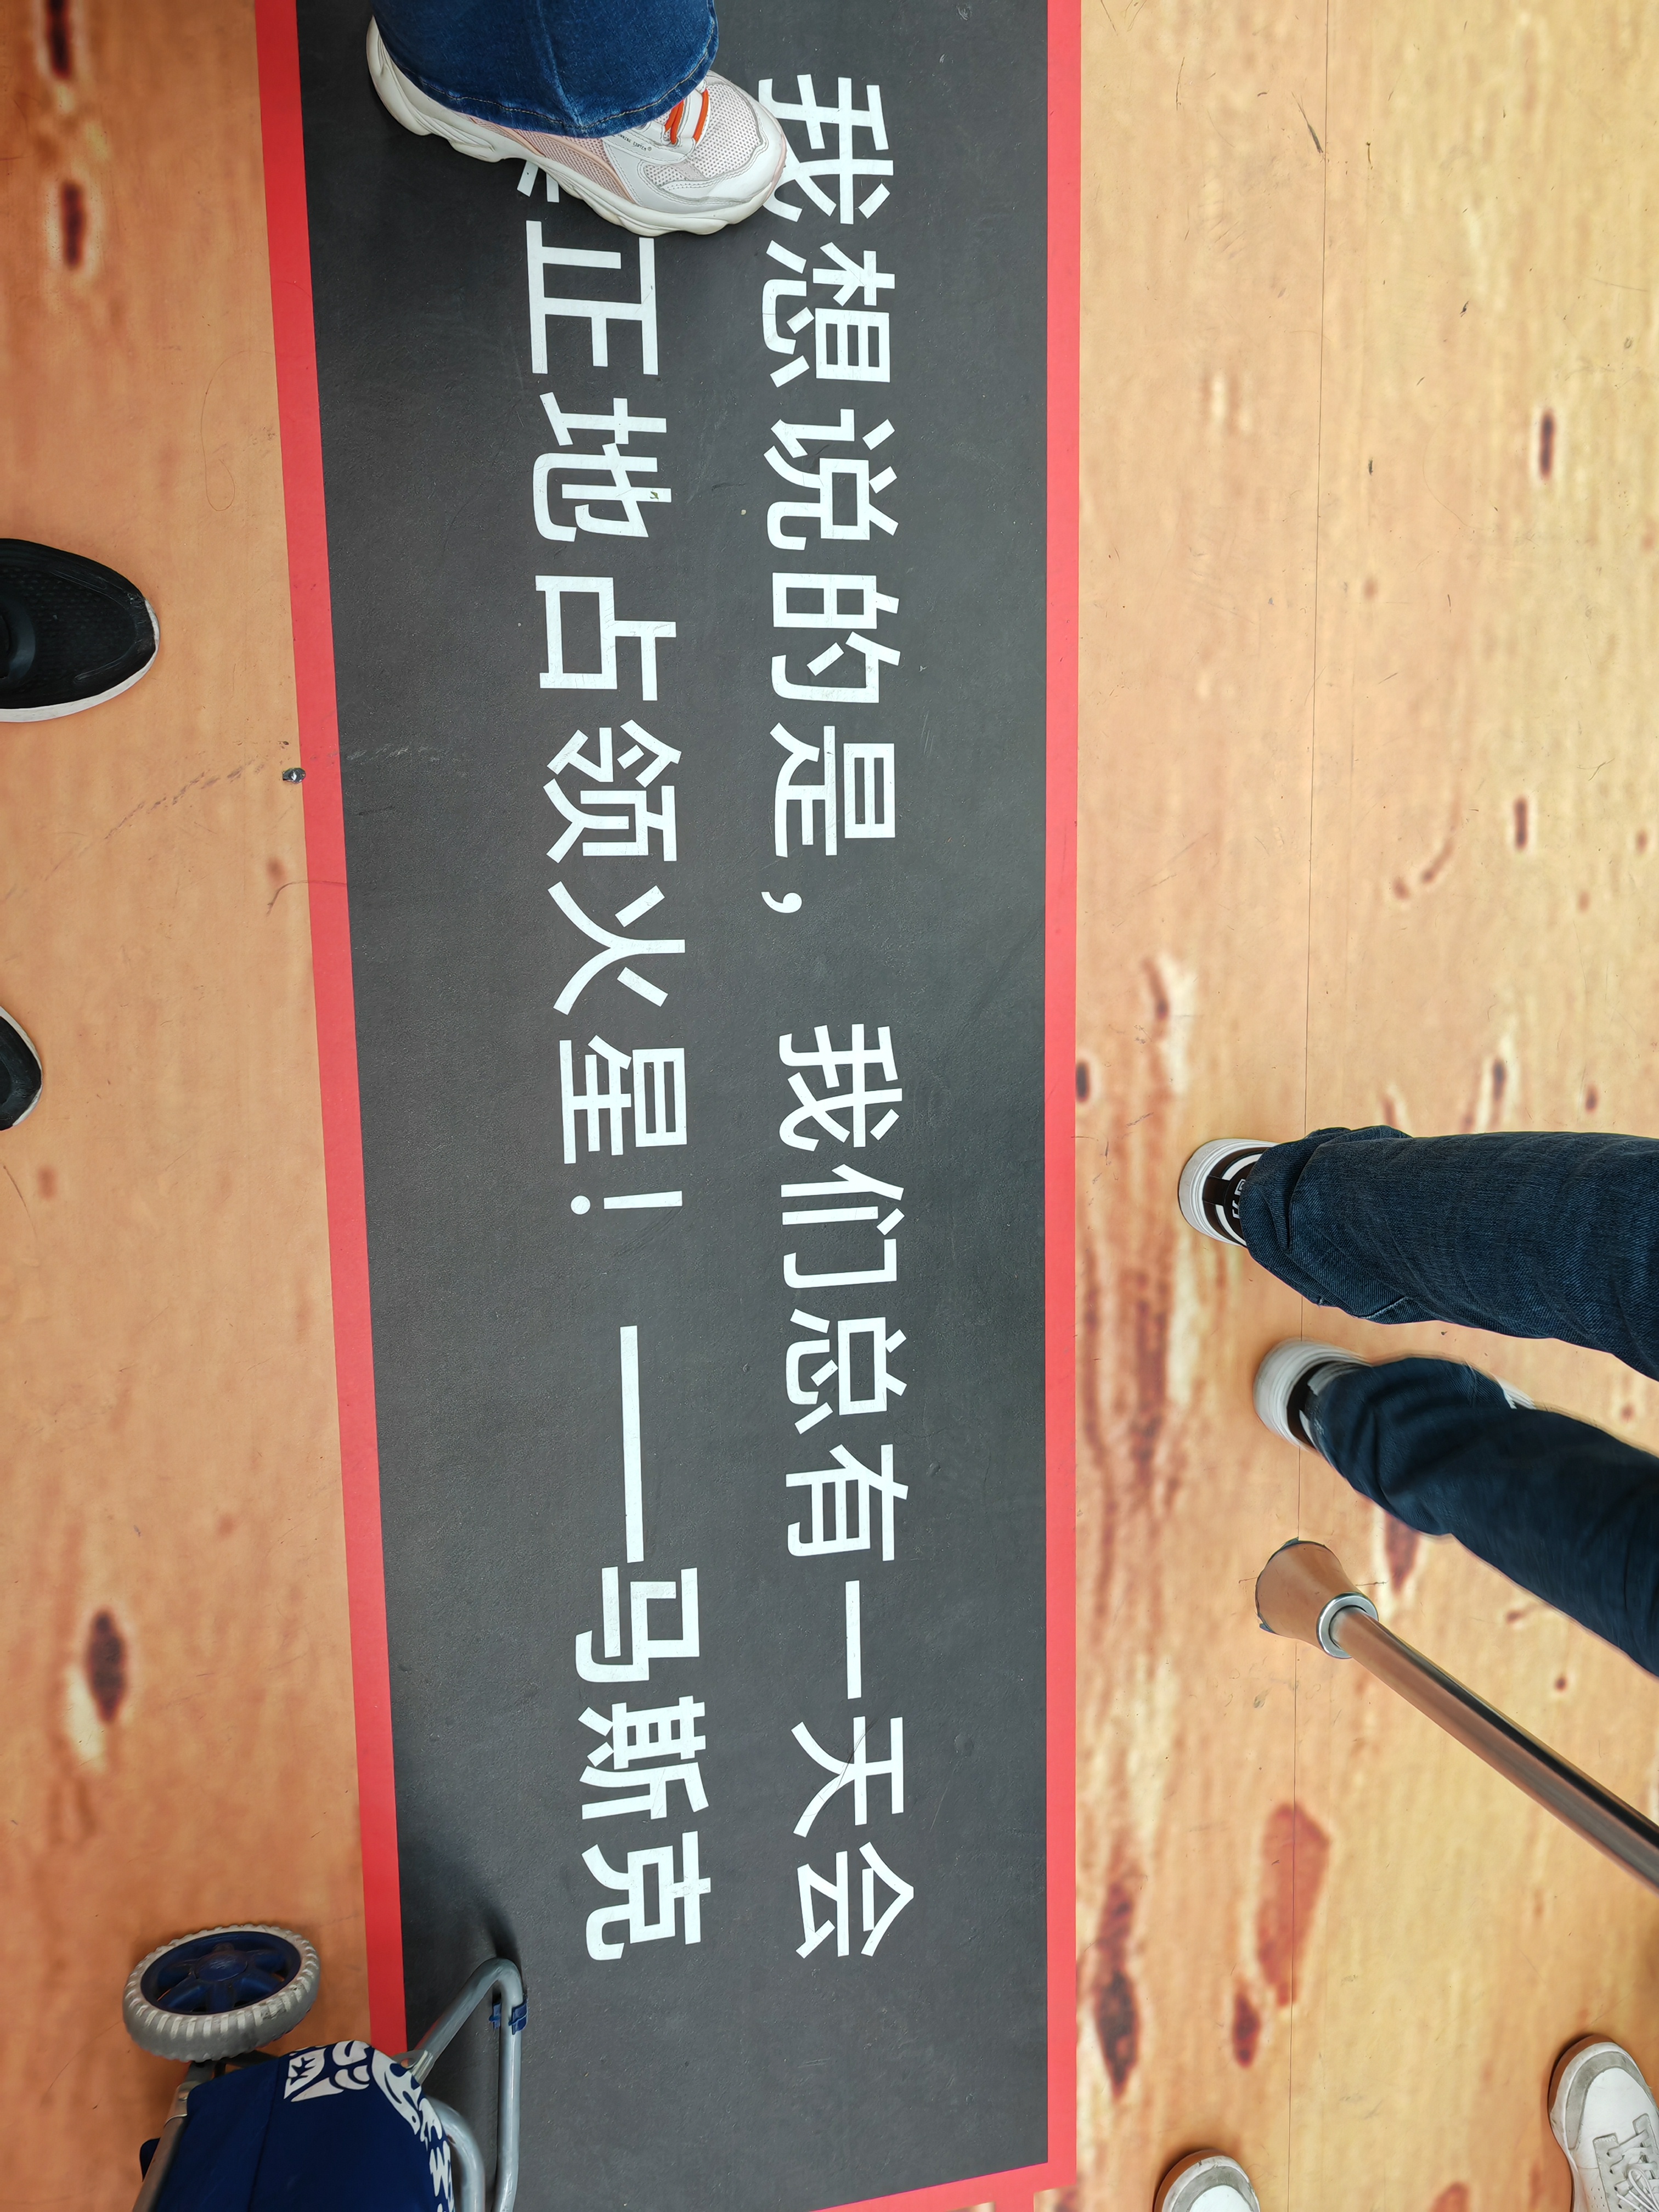 我想说的是，我们总有一天会
正地占领火星！——马斯克